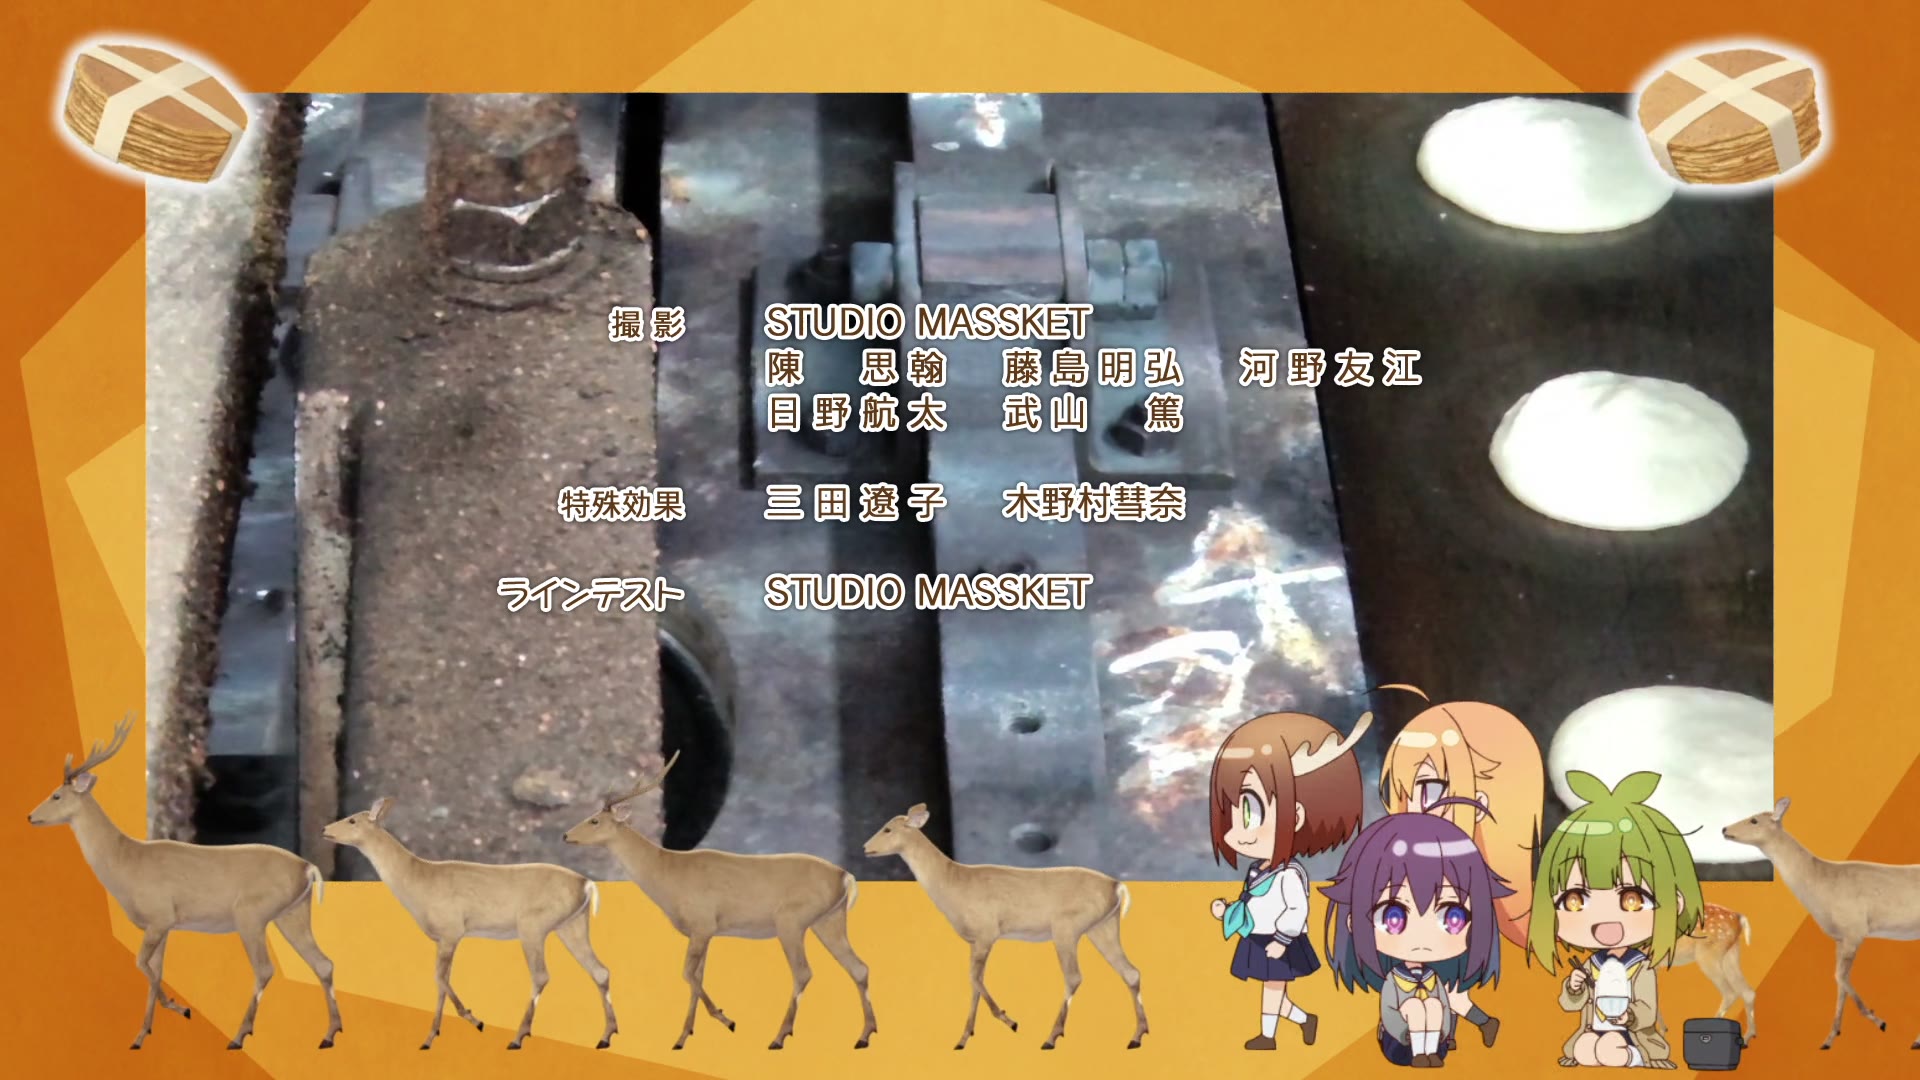 撮影 STUDIO MASSKET
陳 思翰 藤島明弘 河野友江
日野航太 武山 篤
特殊効果 三田遼子 木野村彗奈
ラインテスト STUDIO MASSKET